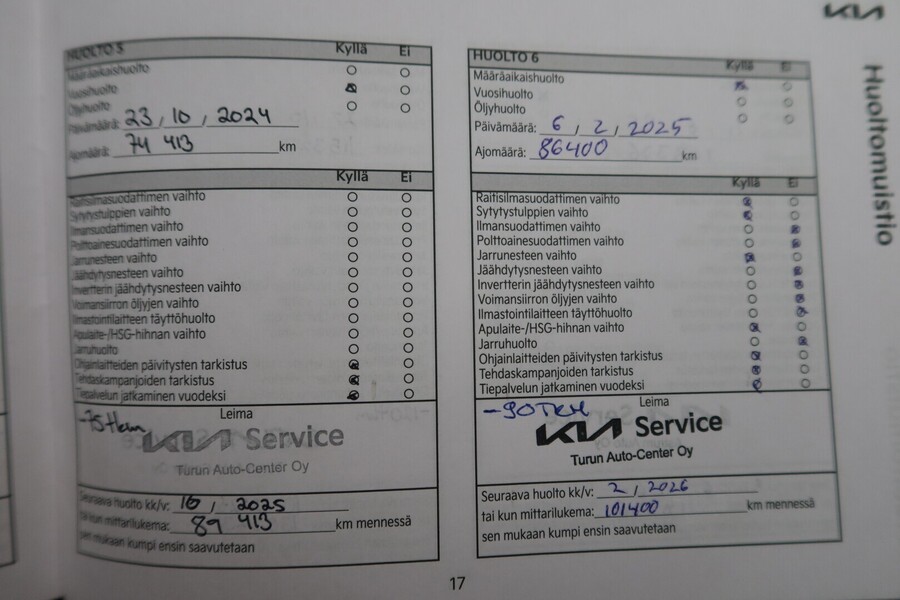 KIA
Huoltomuistio
HUOLTO 5 Kyllä Ei
Määräaikaishuolto
Vuosihuolto
Öljyhuolto
Päivämäärä: 23, 10, 2024
Ajomäärä: 74 413 km
Kyllä Ei
Raitisilmasuodattimen vaihto
Sytytystulppien vaihto
Ilmansuodattimen vaihto
Polttoainesuodattimen vaihto
Jarrunesteen vaihto
Jäähdytysnesteen vaihto
Invertterin jäähdytysnesteen vaihto
Voimansiirron öljyjen vaihto
Ilmastointilaitteen täyttöhuolto
Apulaite-/HSG-hihnan vaihto
Jarruhuolto
Ohjainlaitteiden päivitysten tarkistus
Tehdaskampanjoiden tarkistus
Tiepalvelun jatkaminen vuodeksi
Leima
-75tkm
KIA Service
Turun Auto-Center Oy
Seuraava huolto kk/v: 10, 2025
tai kun mittarilukema: 89 413 km mennessä
sen mukaan kumpi ensin saavutetaan
HUOLTO 6 Kyllä Ei
Määräaikaishuolto
Vuosihuolto
Öljyhuolto
Päivämäärä: 6, 2, 2025
Ajomäärä: 86400 km
Kyllä Ei
Raitisilmasuodattimen vaihto
Sytytystulppien vaihto
Ilmansuodattimen vaihto
Polttoainesuodattimen vaihto
Jarrunesteen vaihto
Jäähdytysnesteen vaihto
Invertterin jäähdytysnesteen vaihto
Voimansiirron öljyjen vaihto
Ilmastointilaitteen täyttöhuolto
Apulaite-/HSG-hihnan vaihto
Jarruhuolto
Ohjainlaitteiden päivitysten tarkistus
Tehdaskampanjoiden tarkistus
Tiepalvelun jatkaminen vuodeksi
Leima
-90TKM
KIA Service
Turun Auto-Center Oy
Seuraava huolto kk/v: 2, 2026
tai kun mittarilukema: 101400 km mennessä
sen mukaan kumpi ensin saavutetaan
17